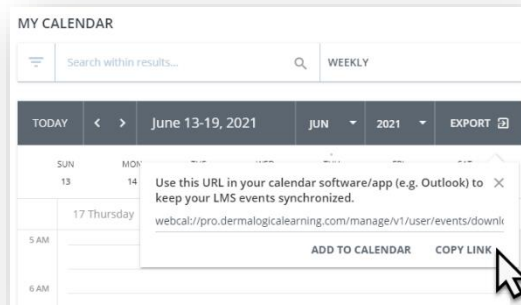 MY CALENDAR
Search within results... WEEKLY
TODAY < > June 13-19, 2021 JUN 2021 EXPORT
SUN MON
13 14
Use this URL in your calendar software/app (e.g. Outlook) to
keep your LMS events synchronized.
17 Thursday
webcal://pro.dermalogicalearning.com/manage/v1/user/events/downl
5 AM
ADD TO CALENDAR COPY LINK
6 AM